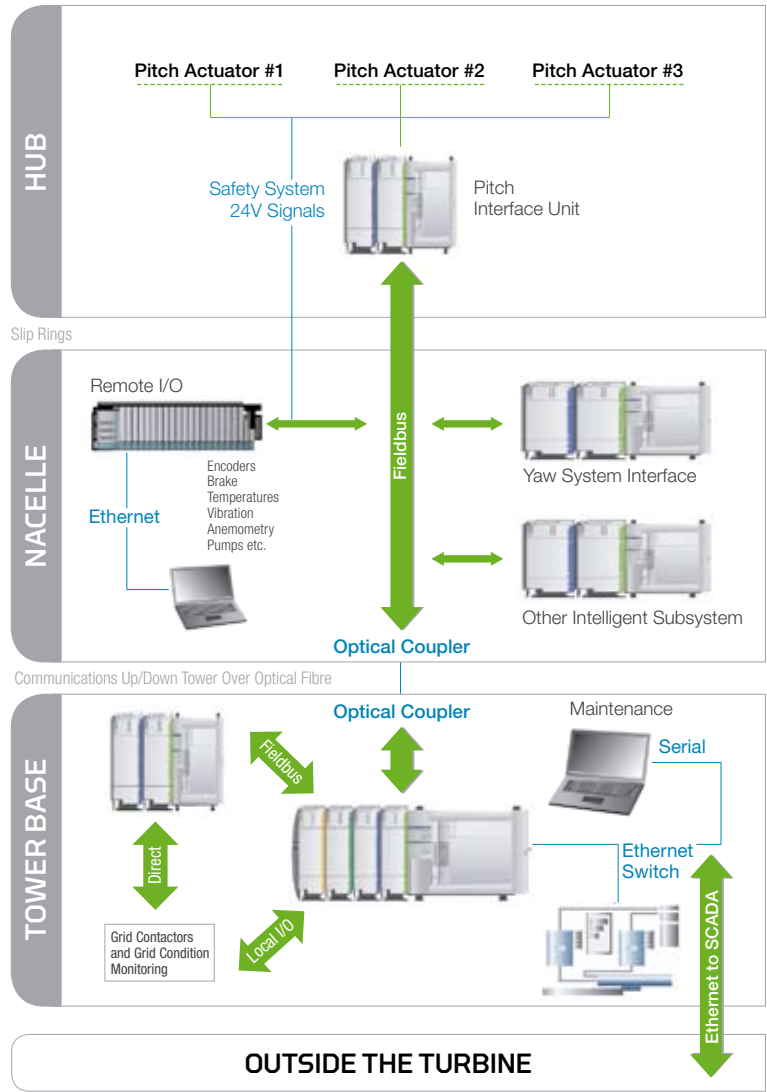 HUB
Pitch Actuator #1
Pitch Actuator #2
Pitch Actuator #3
Safety System
24V Signals
Pitch
Interface Unit
Slip Rings
NACELLE
Remote I/O
Fieldbus
Encoders
Brake
Temperatures
Vibration
Anemometry
Pumps etc.
Ethernet
Yaw System Interface
Other Intelligent Subsystem
Optical Coupler
Communications Up/Down Tower Over Optical Fibre
TOWER BASE
Optical Coupler
Maintenance
Fieldbus
Serial
Direct
Ethernet
Switch
Local I/O
Grid Contactors
and Grid Condition
Monitoring
Ethernet to SCADA
OUTSIDE THE TURBINE